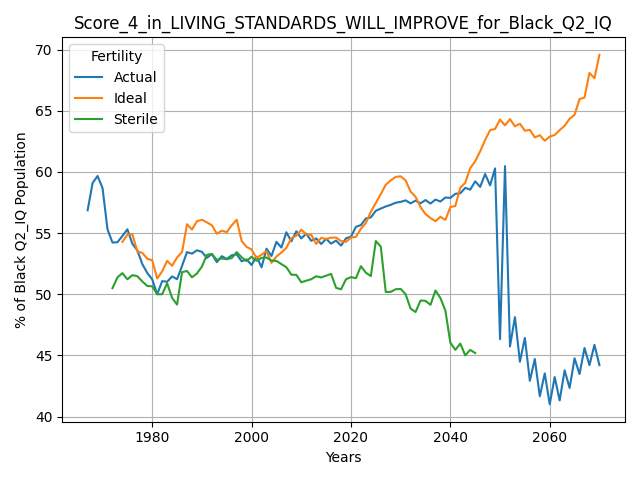 Score_4_in_LIVING_STANDARDS_WILL_IMPROVE_for_Black_Q2_IQ
Fertility
Actual
Ideal
Sterile
% of Black Q2_IQ Population
70
65
60
55
50
45
40
1980
2000
2020
2040
2060
Years